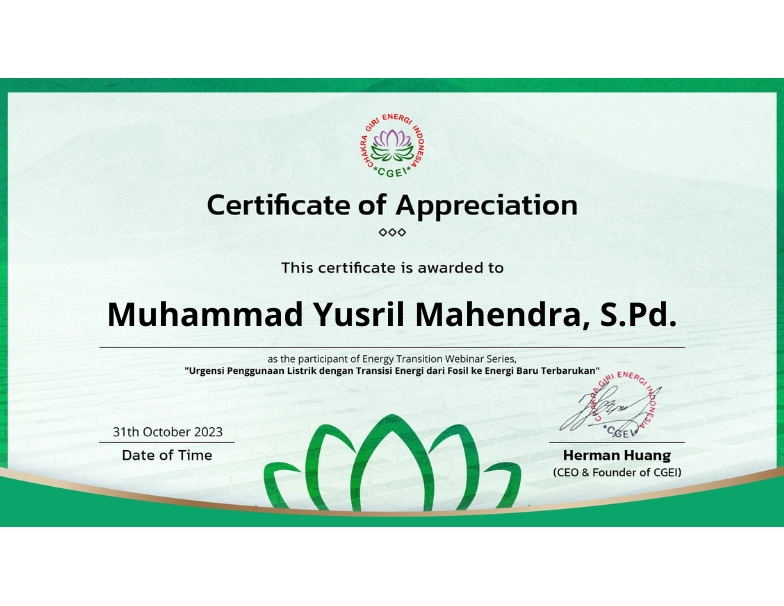 CHAKRA GIRI ENERGI INDONESIA
CGEI
Certificate of Appreciation
This certificate is awarded to
Muhammad Yusril Mahendra, S.Pd.
as the participant of Energy Transition Webinar Series,
"Urgensi Penggunaan Listrik dengan Transisi Energi dari Fosil ke Energi Baru Terbarukan"
CHAKRA GIRI ENERGI INDONESIA
CGEI
31th October 2023
Date of Time
Herman Huang
(CEO & Founder of CGEI)